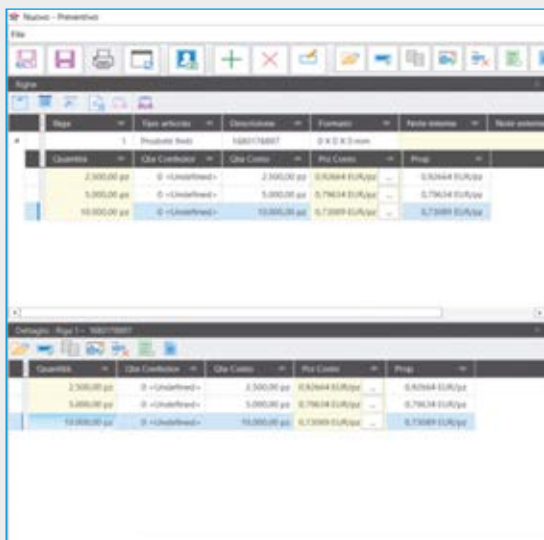 Nuovo - Preventivo
File
Righe
Riga Tipo articolo Descrizione Formato Note interne Note esterne
1 Prodotti finiti 1680178897 0 X 0 X 0 mm
Quantità Qta Confezior Qta Costo Prz Costo Prop
2.500,00 pz 0 <Undefined> 2.500,00 pz 0,92664 EUR/pz ... 0,92664 EUR/pz
5.000,00 pz 0 <Undefined> 5.000,00 pz 0,79634 EUR/pz ... 0,79634 EUR/pz
10.000,00 pz 0 <Undefined> 10.000,00 pz 0,73089 EUR/pz ... 0,73089 EUR/pz
Dettaglio - Riga 1 -
Quantità Qta Confezior Qta Costo Prz Costo Prop
2.500,00 pz 0 <Undefined> 2.500,00 pz 0,92664 EUR/pz ... 0,92664 EUR/pz
5.000,00 pz 0 <Undefined> 5.000,00 pz 0,79634 EUR/pz ... 0,79634 EUR/pz
10.000,00 pz 0 <Undefined> 10.000,00 pz 0,73089 EUR/pz ... 0,73089 EUR/pz